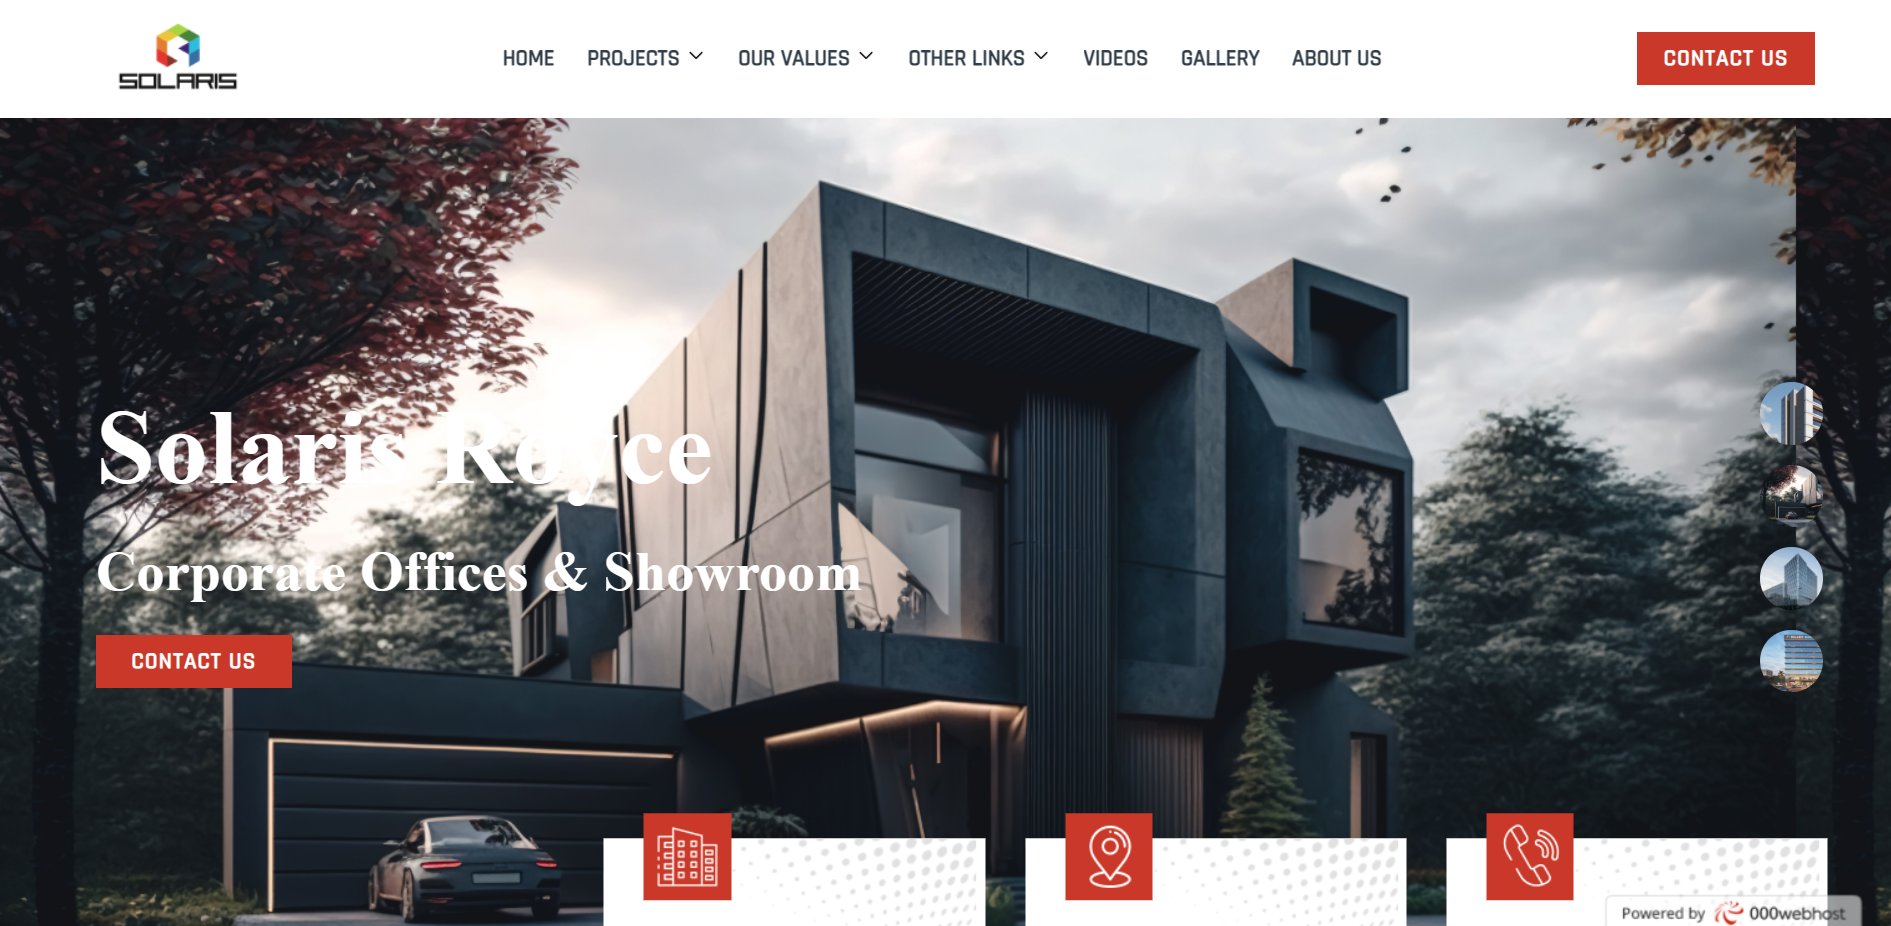 SOLARIS
HOME PROJECTS OUR VALUES OTHER LINKS VIDEOS GALLERY ABOUT US
CONTACT US
Solaris Royce
Corporate Offices & Showroom
CONTACT US
Powered by 000webhost